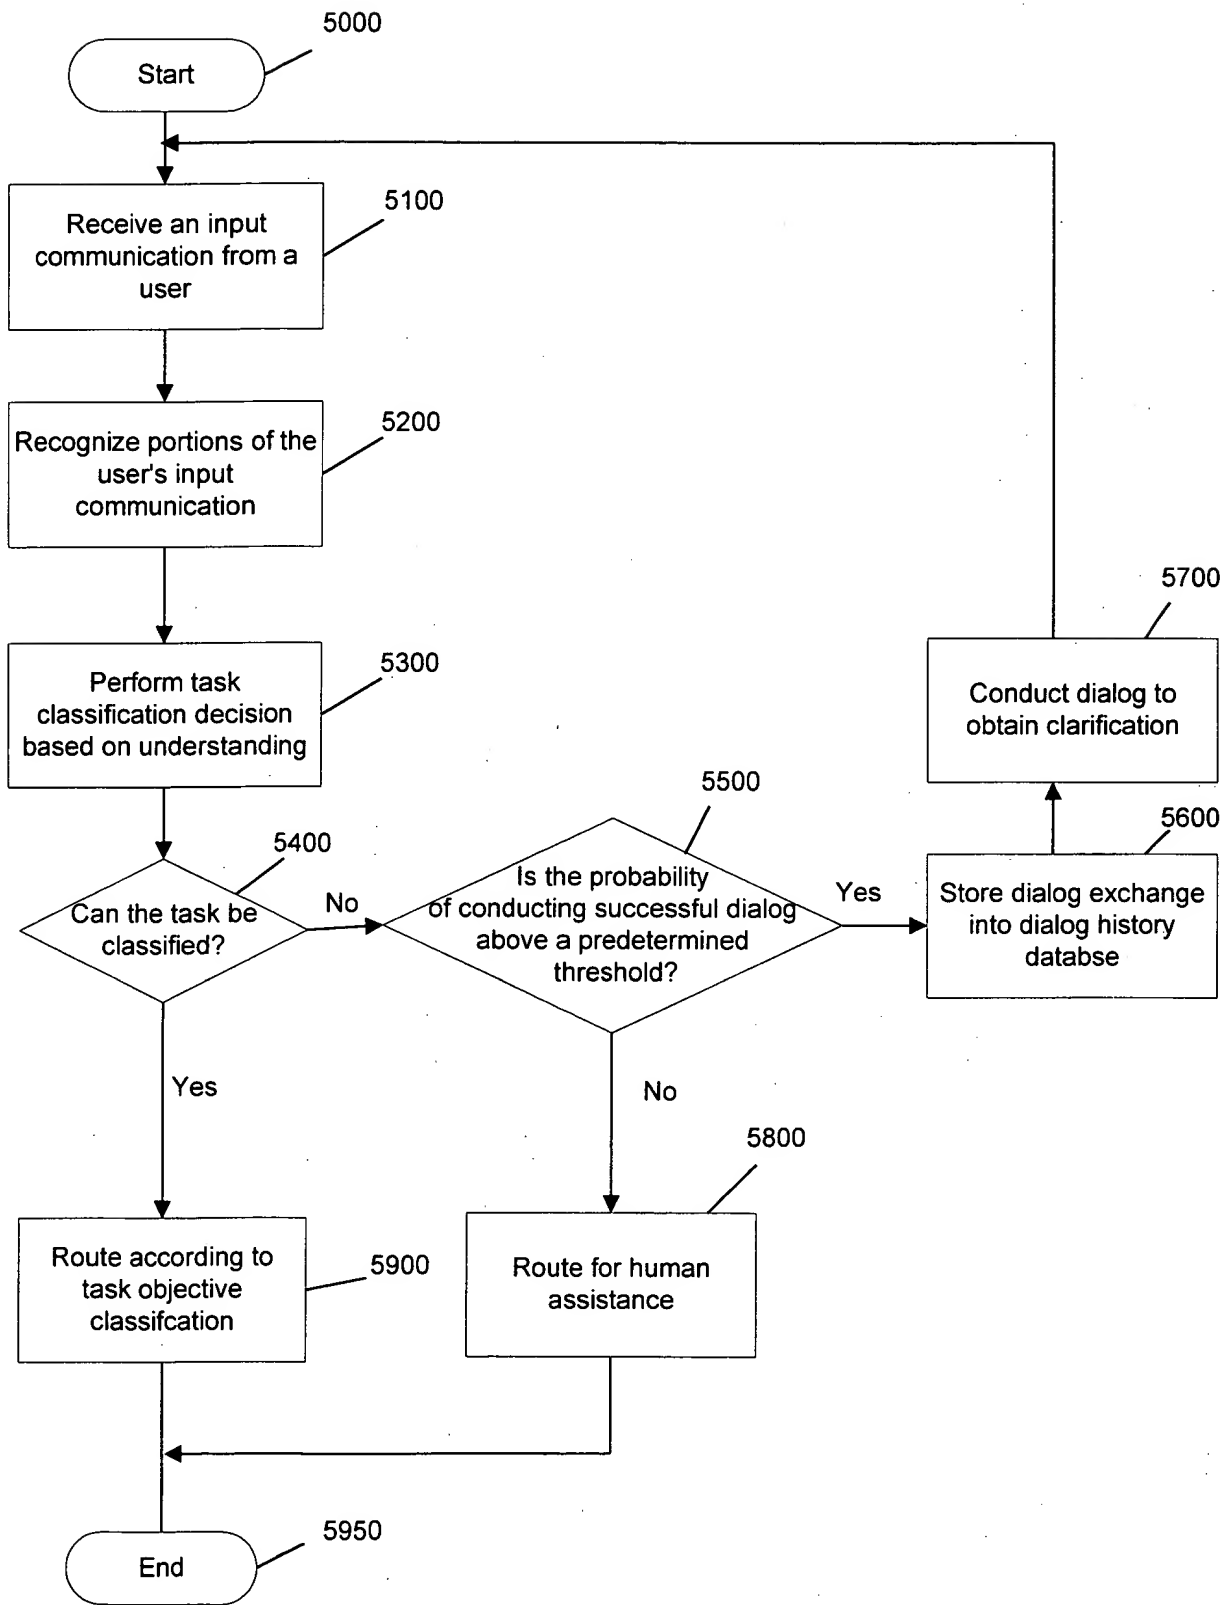 5000
Start
5100
Receive an input
communication from a
user
5200
Recognize portions of the
user's input
communication
5300
Perform task
classification decision
based on understanding
5400
Can the task be
classified?
No
Yes
5500
Is the probability
of conducting successful dialog
above a predetermined
threshold?
Yes
No
5600
Store dialog exchange
into dialog history
databse
5700
Conduct dialog to
obtain clarification
5800
Route for human
assistance
5900
Route according to
task objective
classifcation
5950
End